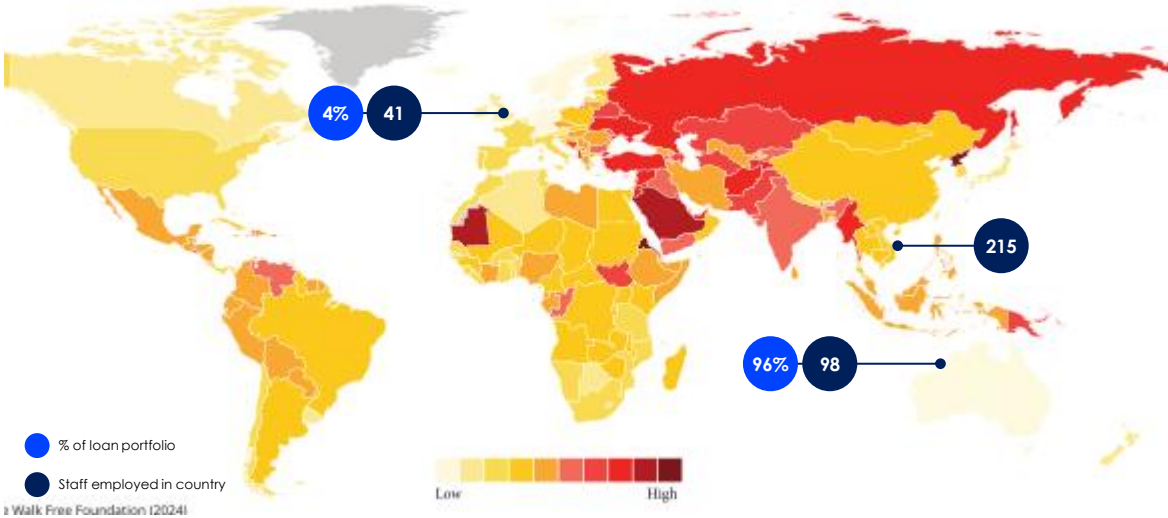 4%
41
215
96%
98
% of loan portfolio
Staff employed in country
Low
High
Walk Free Foundation (2024)